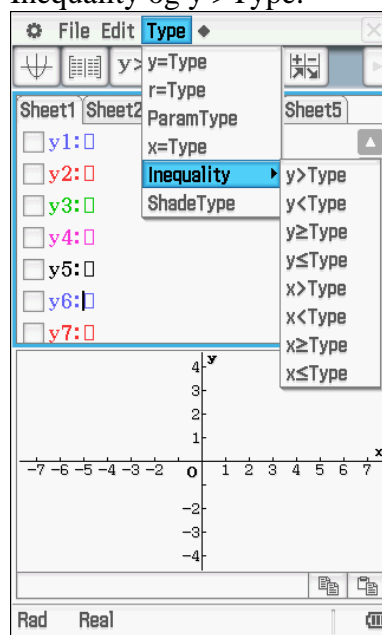 Inequality og y>Type.
File Edit Type
y> 
Sheet1 Sheet2 Sheet5
y=Type
r=Type
ParamType
x=Type
Inequality
ShadeType
y>Type
y<Type
y≥Type
y≤Type
x>Type
x<Type
x≥Type
x≤Type
y1:
y2:
y3:
y4:
y5:
y6:
y7:
y
4
3
2
1
x
-7 -6 -5 -4 -3 -2 0 1 2 3 4 5 6 7
-2
-3
-4
Rad Real